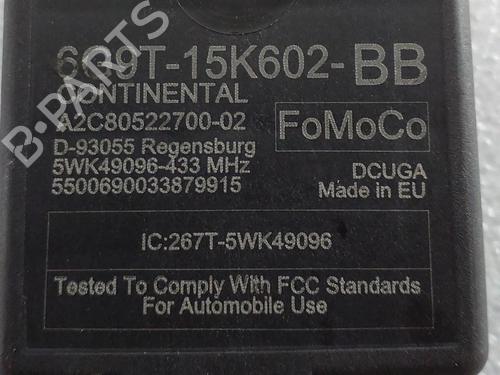 6G9T-15K602-BB
CONTINENTAL
A2C80522700-02
FoMoCo
D-93055 Regensburg
5WK49096-433 MHz
5500690033879915
DCUGA
Made in EU
IC:267T-5WK49096
Tested To Comply With FCC Standards
For Automobile Use
B-PARTS